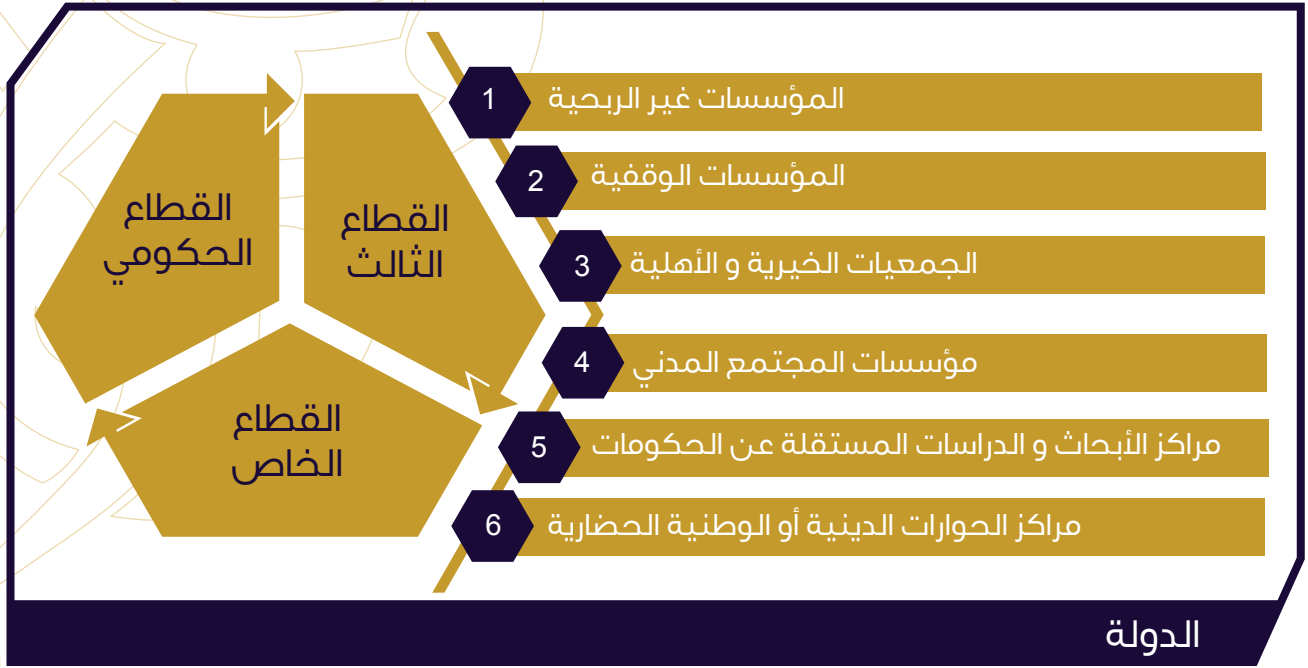 القطاع
الحكومي
القطاع
الثالث
القطاع
الخاص
1 المؤسسات غير الربحية
2 المؤسسات الوقفية
3 الجمعيات الخيرية و الأهلية
4 مؤسسات المجتمع المدني
5 مراكز الأبحاث و الدراسات المستقلة عن الحكومات
6 مراكز الحوارات الدينية أو الوطنية الحضارية
الدولة